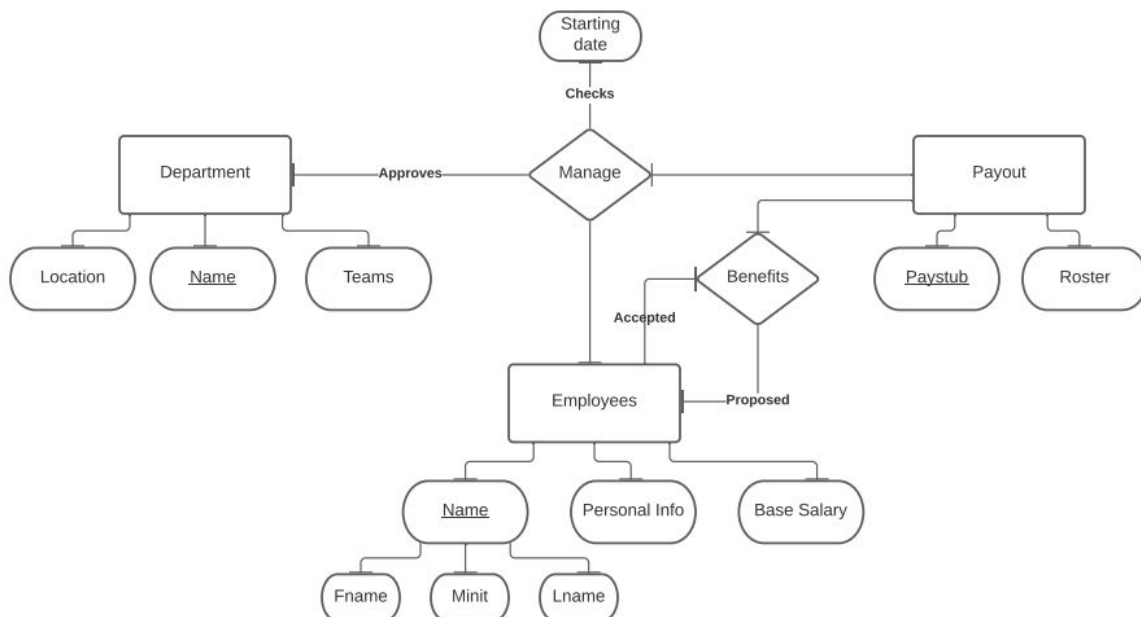 Starting
date
Checks
Department
Approves
Manage
Payout
Location
Name
Teams
Benefits
Paystub
Roster
Accepted
Employees
Proposed
Name
Personal Info
Base Salary
Fname
Minit
Lname